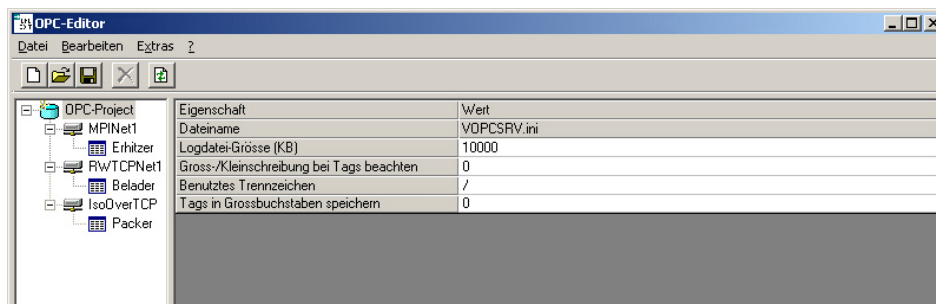 OPC-Editor
Datei Bearbeiten Extras ?
OPC-Project
MPINet1
Erhitzer
RWTCPNet1
Belader
IsoOverTCP
Packer
Eigenschaft Wert
Dateiname VOPCSRV.ini
Logdatei-Grösse (KB) 10000
Gross-/Kleinschreibung bei Tags beachten 0
Benutztes Trennzeichen /
Tags in Grossbuchstaben speichern 0